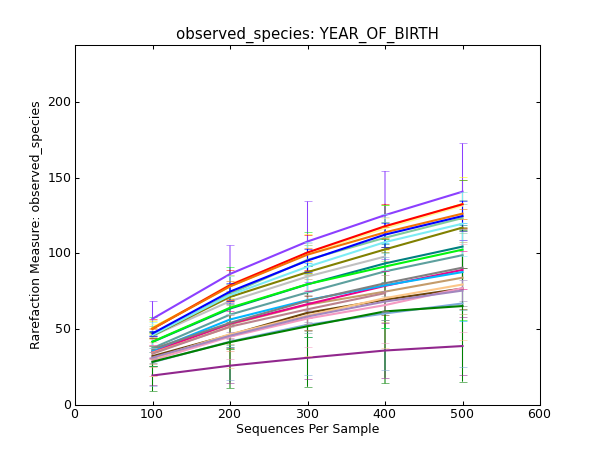 observed_species: YEAR_OF_BIRTH
Rarefaction Measure: observed_species
200
150
100
50
0
0 100 200 300 400 500 600
Sequences Per Sample